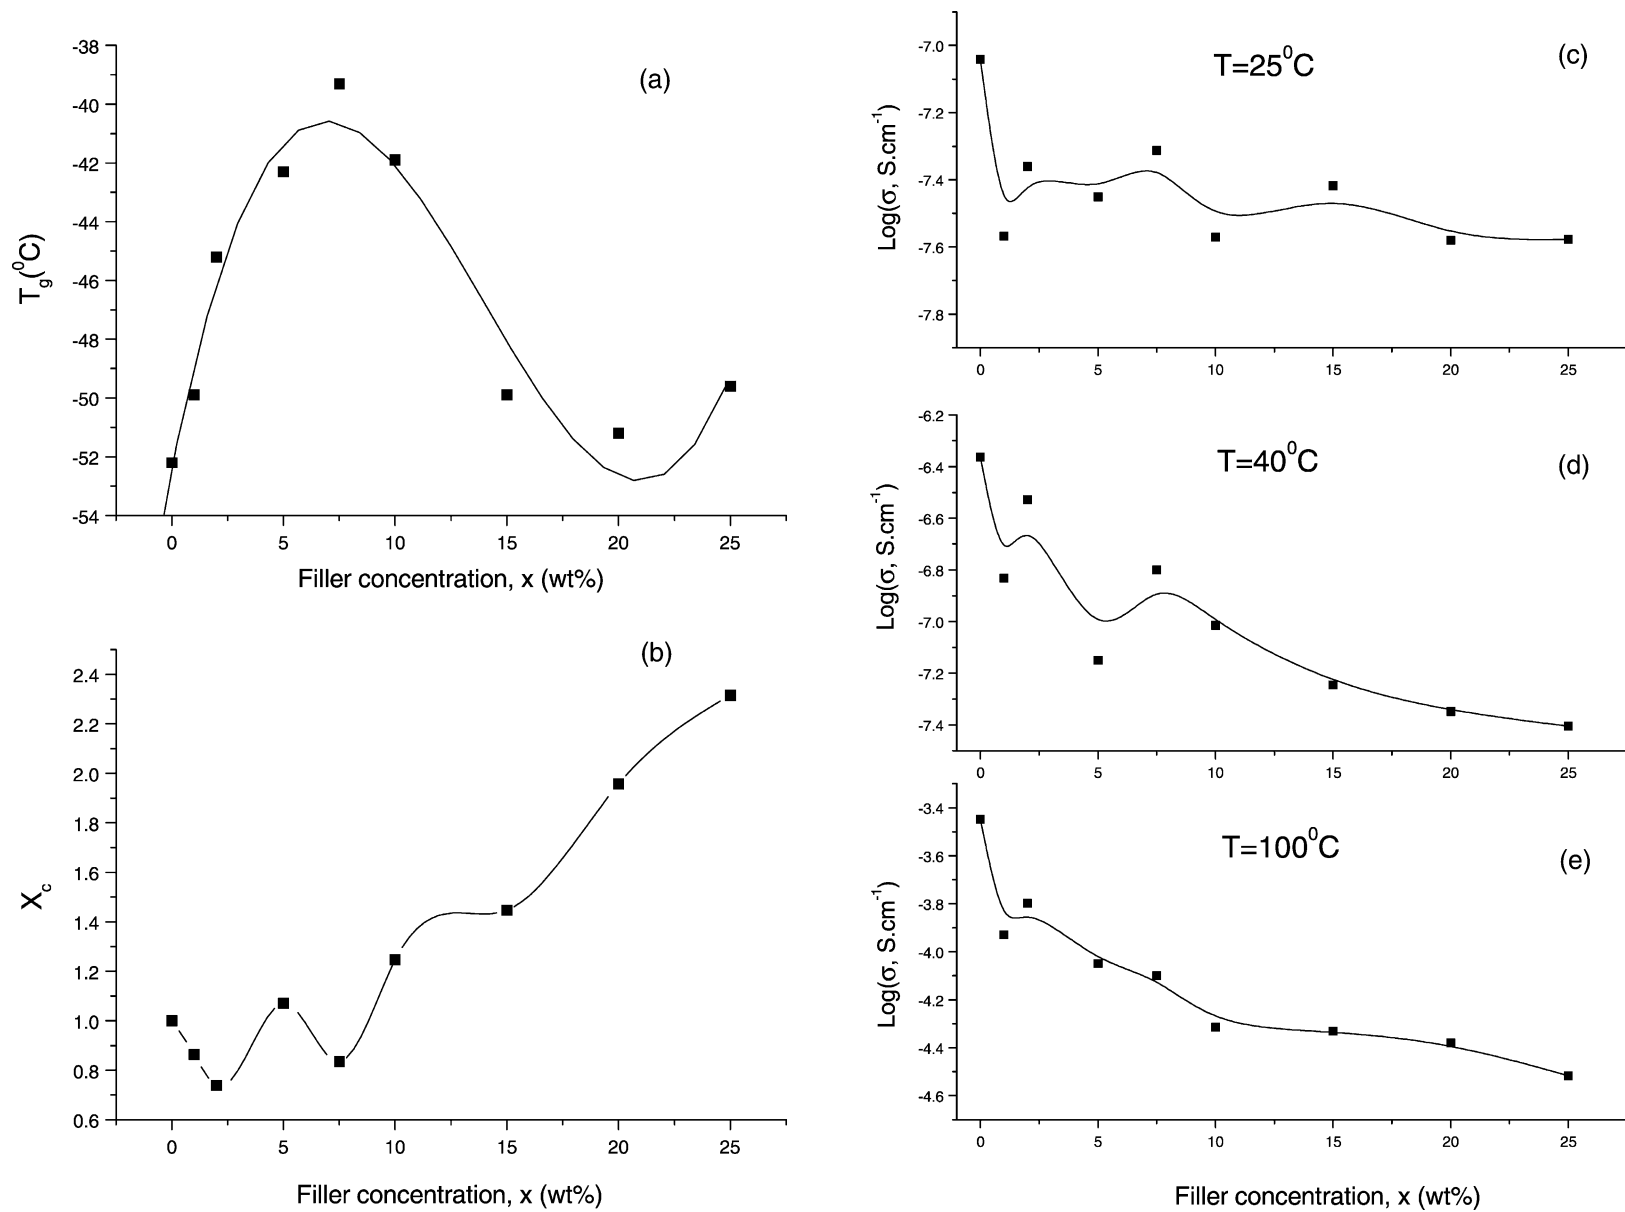 (a)
-38
-40
-42
-44
-46
-48
-50
-52
-54
Tg(⁰C)
0 5 10 15 20 25
Filler concentration, x (wt%)
(b)
2.4
2.2
2.0
1.8
1.6
1.4
1.2
1.0
0.8
0.6
Xc
0 5 10 15 20 25
Filler concentration, x (wt%)
T=25⁰C
(c)
-7.0
-7.2
-7.4
-7.6
-7.8
Log(σ, S.cm⁻¹)
0 5 10 15 20 25
T=40⁰C
(d)
-6.2
-6.4
-6.6
-6.8
-7.0
-7.2
-7.4
Log(σ, S.cm⁻¹)
0 5 10 15 20 25
T=100⁰C
(e)
-3.4
-3.6
-3.8
-4.0
-4.2
-4.4
-4.6
Log(σ, S.cm⁻¹)
0 5 10 15 20 25
Filler concentration, x (wt%)